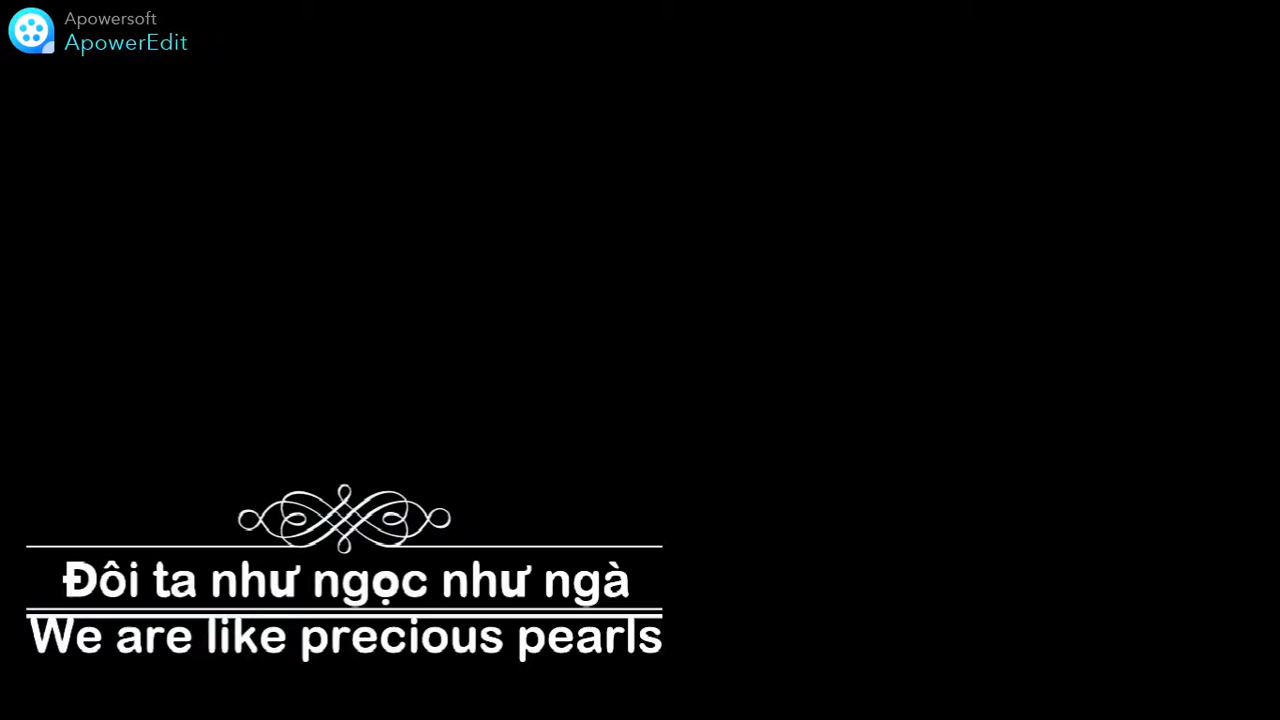 Apowersoft
ApowerEdit
Đôi ta như ngọc như ngà
We are like precious pearls